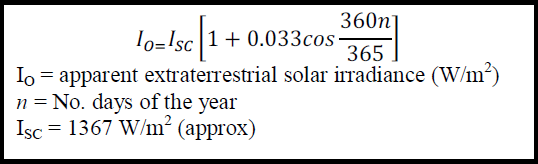 I_O=I_SC [1 + 0.033cos 360n/365]
I_O = apparent extraterrestrial solar irradiance (W/m²)
n = No. days of the year
I_SC = 1367 W/m² (approx)